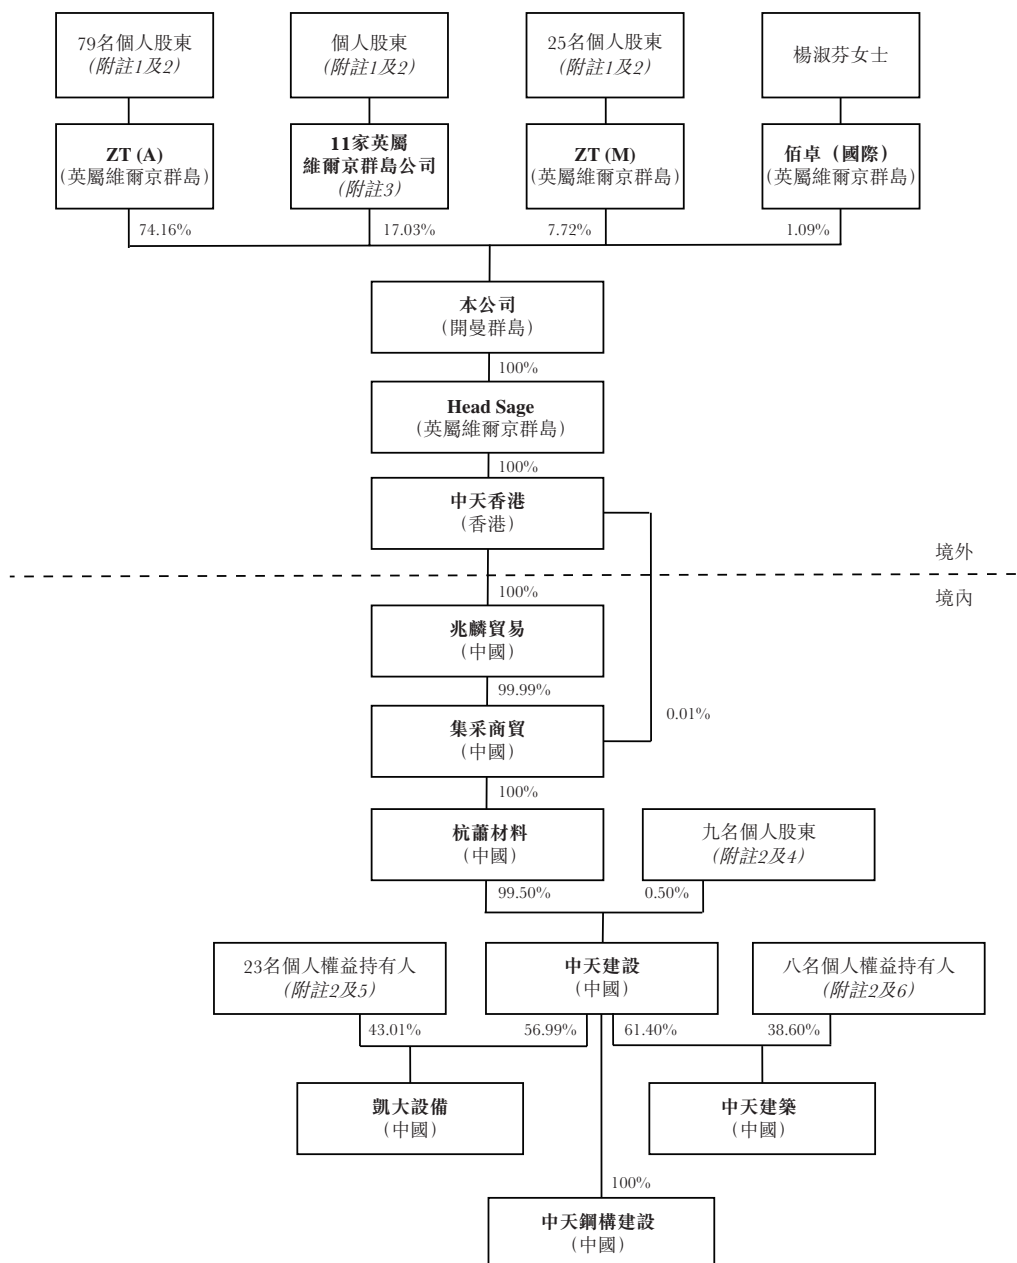 79名個人股東
(附註1及2)
個人股東
(附註1及2)
25名個人股東
(附註1及2)
楊淑芬女士
ZT (A)
(英屬維爾京群島)
11家英屬
維爾京群島公司
(附註3)
ZT (M)
(英屬維爾京群島)
佰卓（國際）
(英屬維爾京群島)
74.16%
17.03%
7.72%
1.09%
本公司
(開曼群島)
100%
Head Sage
(英屬維爾京群島)
100%
中天香港
(香港)
境外
100%
境內
兆麟貿易
(中國)
99.99%
0.01%
集采商貿
(中國)
100%
杭蕭材料
(中國)
九名個人股東
(附註2及4)
99.50%
0.50%
23名個人權益持有人
(附註2及5)
中天建設
(中國)
八名個人權益持有人
(附註2及6)
43.01%
56.99%
61.40%
38.60%
凱大設備
(中國)
中天建築
(中國)
100%
中天鋼構建設
(中國)